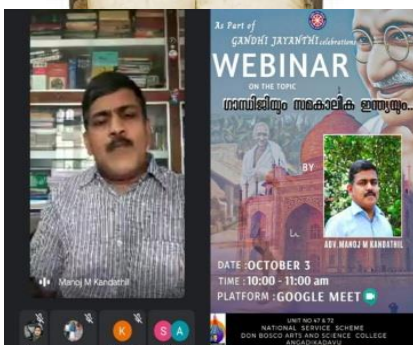 Manoj M Kandathil
K
S
A
As Part of
GANDHI JAYANTHI celebrations
WEBINAR
ON THE TOPIC
ഗാന്ധിജിയും സമകാലിക ഇന്ത്യയും..
BY
ADV.MANOJ M KANDATHIL
DATE :OCTOBER 3
TIME :10:00 - 11:00 am
PLATFORM :GOOGLE MEET
UNIT NO 47 & 72
NATIONAL SERVICE SCHEME
DON BOSCO ARTS AND SCIENCE COLLEGE
ANGADIKADAVU